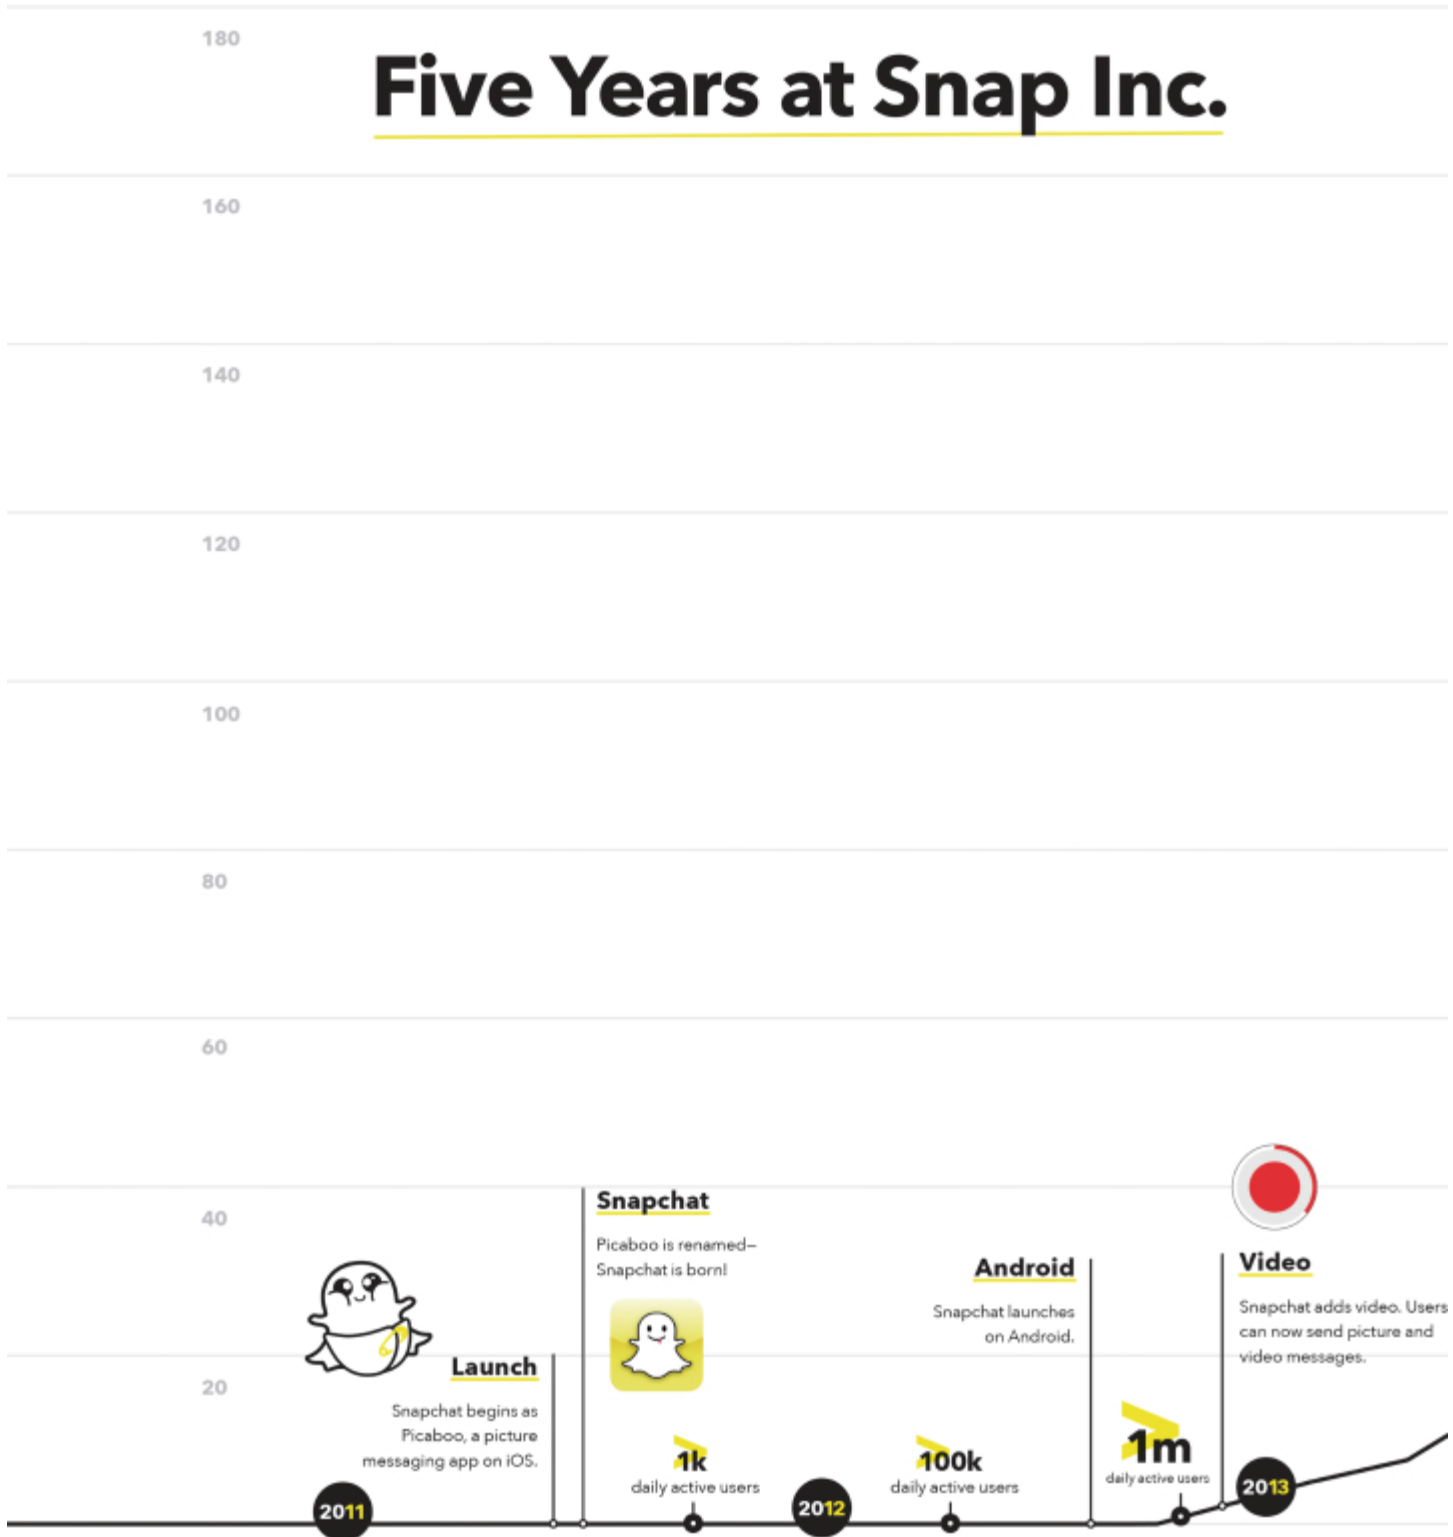 180
Five Years at Snap Inc.
160
140
120
100
80
60
40
20
Launch
Snapchat begins as
Picaboo, a picture
messaging app on iOS.
2011
Snapchat
Picaboo is renamed–
Snapchat is born!
>
1k
daily active users
2012
>
100k
daily active users
Android
Snapchat launches
on Android.
>
1m
daily active users
Video
Snapchat adds video. Users
can now send picture and
video messages.
2013